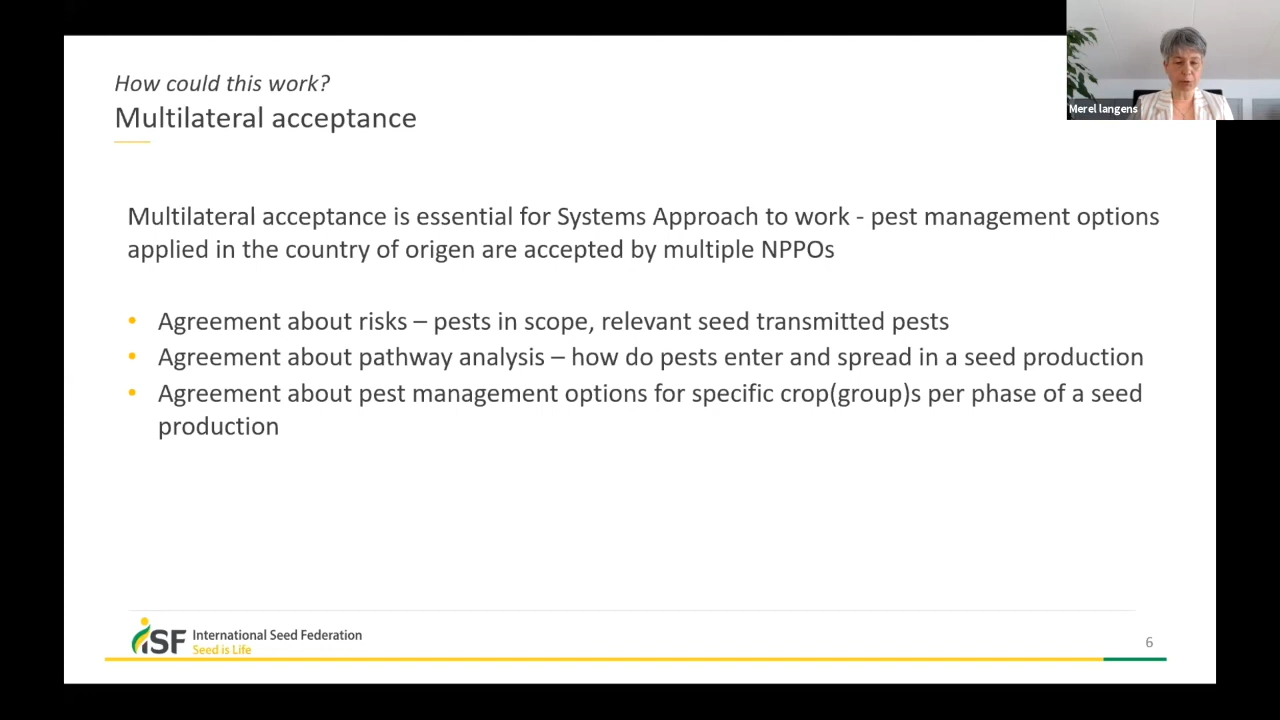 How could this work?
Multilateral acceptance
Merel langens
Multilateral acceptance is essential for Systems Approach to work - pest management options
applied in the country of origen are accepted by multiple NPPOs
• Agreement about risks – pests in scope, relevant seed transmitted pests
• Agreement about pathway analysis – how do pests enter and spread in a seed production
• Agreement about pest management options for specific crop(group)s per phase of a seed
production
iSF International Seed Federation
Seed is Life
6